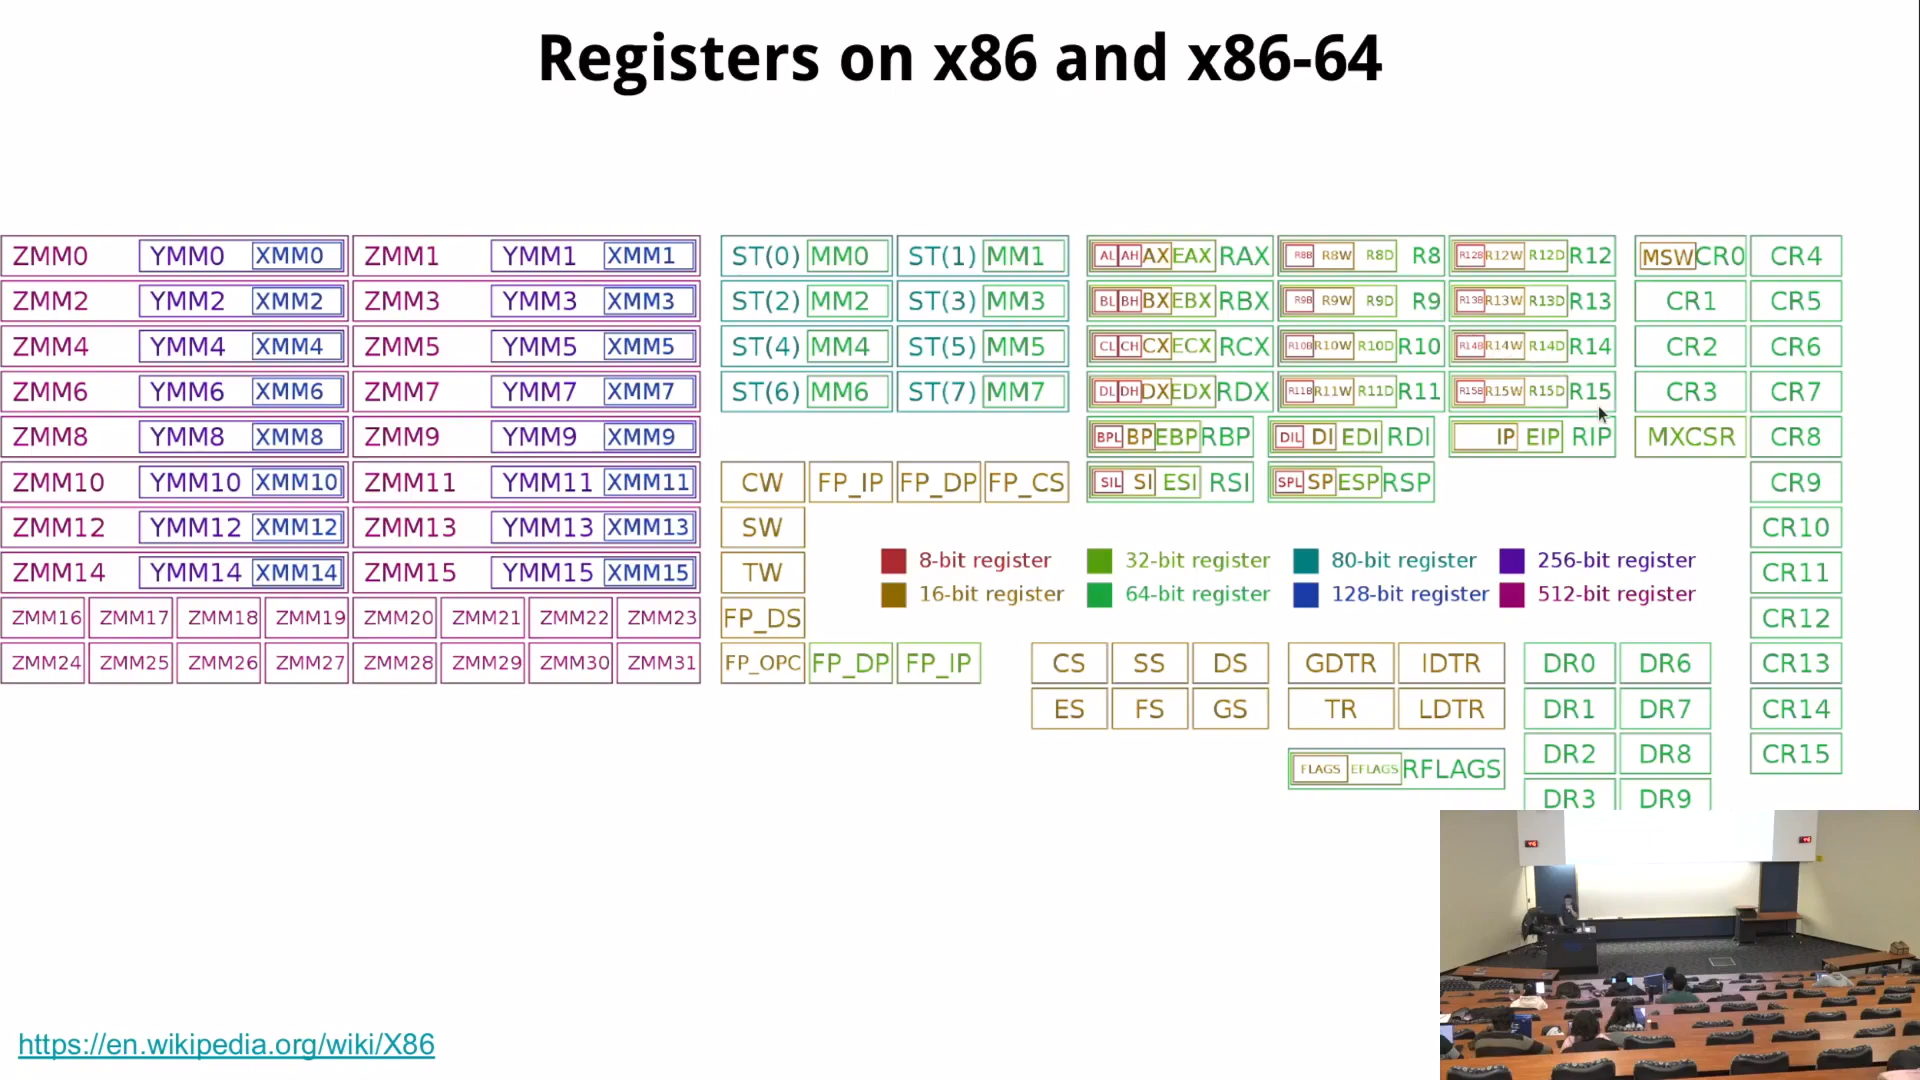 Registers on x86 and x86-64
ZMM0 YMM0 XMM0 ZMM1 YMM1 XMM1 ST(0) MM0 ST(1) MM1 AL AH AX EAX RAX R8B R8W R8D R8 R12B R12W R12D R12 MSW CR0 CR4
ZMM2 YMM2 XMM2 ZMM3 YMM3 XMM3 ST(2) MM2 ST(3) MM3 BL BH BX EBX RBX R9B R9W R9D R9 R13B R13W R13D R13 CR1 CR5
ZMM4 YMM4 XMM4 ZMM5 YMM5 XMM5 ST(4) MM4 ST(5) MM5 CL CH CX ECX RCX R10B R10W R10D R10 R14B R14W R14D R14 CR2 CR6
ZMM6 YMM6 XMM6 ZMM7 YMM7 XMM7 ST(6) MM6 ST(7) MM7 DL DH DX EDX RDX R11B R11W R11D R11 R15B R15W R15D R15 CR3 CR7
ZMM8 YMM8 XMM8 ZMM9 YMM9 XMM9 BPL BP EBP RBP DIL DI EDI RDI IP EIP RIP MXCSR CR8
ZMM10 YMM10 XMM10 ZMM11 YMM11 XMM11 CW FP_IP FP_DP FP_CS SIL SI ESI RSI SPL SP ESP RSP CR9
ZMM12 YMM12 XMM12 ZMM13 YMM13 XMM13 SW CR10
ZMM14 YMM14 XMM14 ZMM15 YMM15 XMM15 TW 8-bit register 32-bit register 80-bit register 256-bit register CR11
16-bit register 64-bit register 128-bit register 512-bit register
ZMM16 ZMM17 ZMM18 ZMM19 ZMM20 ZMM21 ZMM22 ZMM23 FP_DS CR12
ZMM24 ZMM25 ZMM26 ZMM27 ZMM28 ZMM29 ZMM30 ZMM31 FP_OPC FP_DP FP_IP CS SS DS GDTR IDTR DR0 DR6 CR13
ES FS GS TR LDTR DR1 DR7 CR14
FLAGS EFLAGS RFLAGS DR2 DR8 CR15
DR3 DR9
https://en.wikipedia.org/wiki/X86